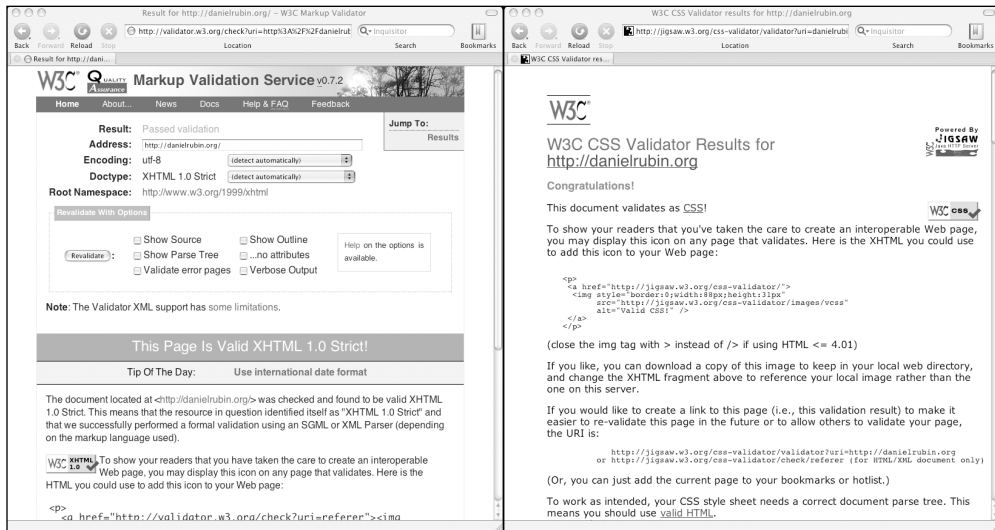 Result for http://danielrubin.org/ – W3C Markup Validator
http://validator.w3.org/check?uri=http%3A%2F%2Fdanielrub
Inquisitor
Back Forward Reload Stop Location Search Bookmarks
Result for http://dani...
W3C® QUALITY Assurance Markup Validation Service v0.7.2
Home About... News Docs Help & FAQ Feedback
Jump To:
Results
Result: Passed validation
Address: http://danielrubin.org/
Encoding: utf-8 (detect automatically)
Doctype: XHTML 1.0 Strict (detect automatically)
Root Namespace: http://www.w3.org/1999/xhtml
Revalidate With Options
Revalidate :
Show Source Show Outline
Show Parse Tree ...no attributes
Validate error pages Verbose Output
Help on the options is
available.
Note: The Validator XML support has some limitations.
This Page Is Valid XHTML 1.0 Strict!
Tip Of The Day: Use international date format
The document located at <http://danielrubin.org/> was checked and found to be valid XHTML
1.0 Strict. This means that the resource in question identified itself as "XHTML 1.0 Strict" and
that we successfully performed a formal validation using an SGML or XML Parser (depending
on the markup language used).
W3C XHTML 1.0
To show your readers that you have taken the care to create an interoperable
Web page, you may display this icon on any page that validates. Here is the
HTML you could use to add this icon to your Web page:
<p>
<a href="http://validator.w3.org/check?uri=referer"><img
W3C CSS Validator results for http://danielrubin.org
http://jigsaw.w3.org/css-validator/validator?uri=danielrubi
Inquisitor
Back Forward Reload Stop Location Search Bookmarks
W3C CSS Validator res...
W3C®
Powered By
JIGSAW
Java HTTP Server
W3C
W3C CSS Validator Results for
http://danielrubin.org
Congratulations!
This document validates as CSS!
W3C css
To show your readers that you've taken the care to create an interoperable Web page,
you may display this icon on any page that validates. Here is the XHTML you could use
to add this icon to your Web page:
<p>
<a href="http://jigsaw.w3.org/css-validator/">
<img style="border:0;width:88px;height:31px"
src="http://jigsaw.w3.org/css-validator/images/vcss"
alt="Valid CSS!" />
</a>
</p>
(close the img tag with > instead of /> if using HTML <= 4.01)
If you like, you can download a copy of this image to keep in your local web directory,
and change the XHTML fragment above to reference your local image rather than the
one on this server.
If you would like to create a link to this page (i.e., this validation result) to make it
easier to re-validate this page in the future or to allow others to validate your page,
the URI is:
http://jigsaw.w3.org/css-validator/validator?uri=http://danielrubin.org
or http://jigsaw.w3.org/css-validator/check/referer (for HTML/XML document only)
(Or, you can just add the current page to your bookmarks or hotlist.)
To work as intended, your CSS style sheet needs a correct document parse tree. This
means you should use valid HTML.